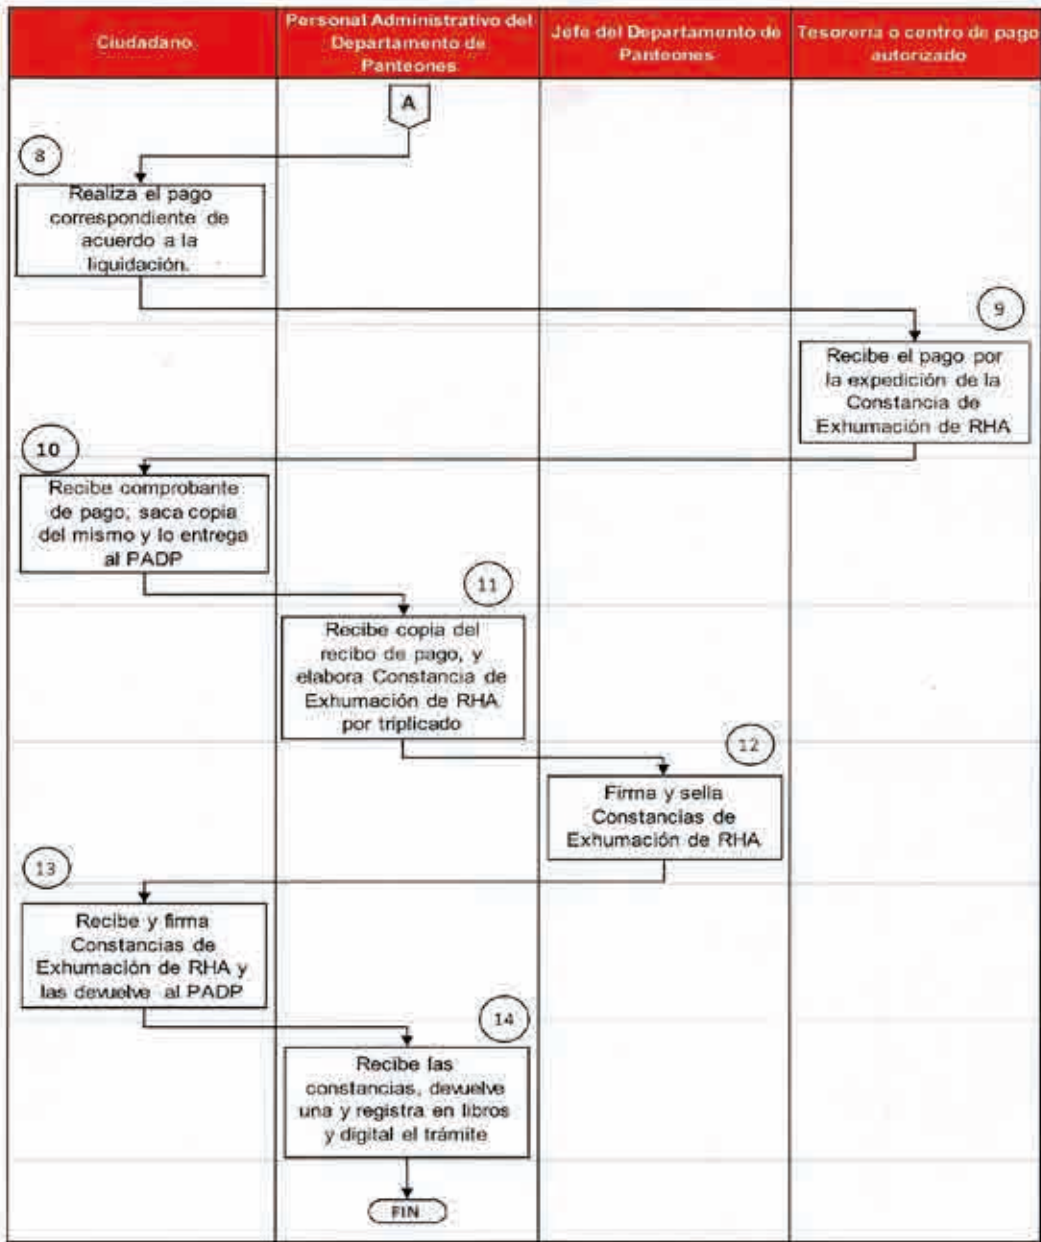 Ciudadano
Personal Administrativo del
Departamento de
Panteones
Jefe del Departamento de
Panteones
Tesorería o centro de pago
autorizado
A
8
Realiza el pago
correspondiente de
acuerdo a la
liquidación.
9
Recibe el pago por
la expedición de la
Constancia de
Exhumación de RHA
10
Recibe comprobante
de pago, saca copia
del mismo y lo entrega
al PADP
11
Recibe copia del
recibo de pago, y
elabora Constancia de
Exhumación de RHA
por triplicado
12
Firma y sella
Constancias de
Exhumación de RHA
13
Recibe y firma
Constancias de
Exhumación de RHA y
las devuelve al PADP
14
Recibe las
constancias, devuelve
una y registra en libros
y digital el trámite
FIN